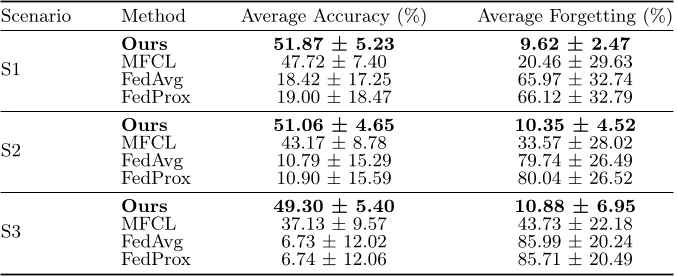 Scenario Method Average Accuracy (%) Average Forgetting (%)
Ours 51.87 ± 5.23 9.62 ± 2.47
S1 MFCL 47.72 ± 7.40 20.46 ± 29.63
FedAvg 18.42 ± 17.25 65.97 ± 32.74
FedProx 19.00 ± 18.47 66.12 ± 32.79
Ours 51.06 ± 4.65 10.35 ± 4.52
S2 MFCL 43.17 ± 8.78 33.57 ± 28.02
FedAvg 10.79 ± 15.29 79.74 ± 26.49
FedProx 10.90 ± 15.59 80.04 ± 26.52
Ours 49.30 ± 5.40 10.88 ± 6.95
S3 MFCL 37.13 ± 9.57 43.73 ± 22.18
FedAvg 6.73 ± 12.02 85.99 ± 20.24
FedProx 6.74 ± 12.06 85.71 ± 20.49